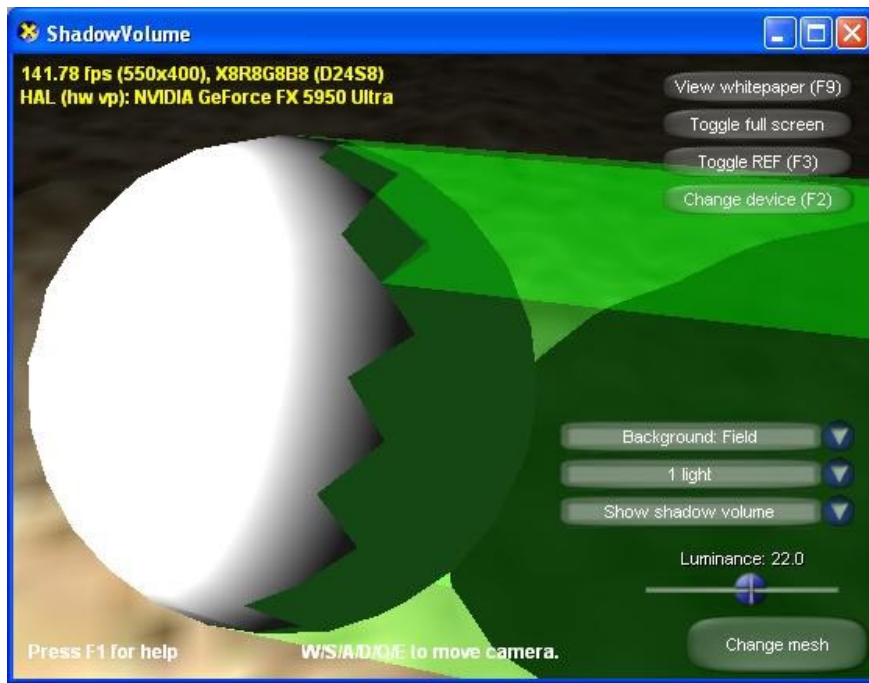 ShadowVolume
141.78 fps (550x400), X8R8G8B8 (D24S8)
HAL (hw vp): NVIDIA GeForce FX 5950 Ultra
View whitepaper (F9)
Toggle full screen
Toggle REF (F3)
Change device (F2)
Background: Field
1 light
Show shadow volume
Luminance: 22.0
Change mesh
Press F1 for help
W/S/A/D/Q/E to move camera.